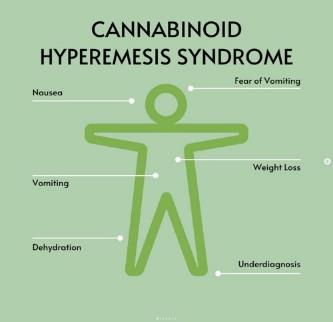 CANNABINOID
HYPEREMESIS SYNDROME
Fear of Vomiting
Nausea
Weight Loss
Vomiting
Dehydration
Underdiagnosis